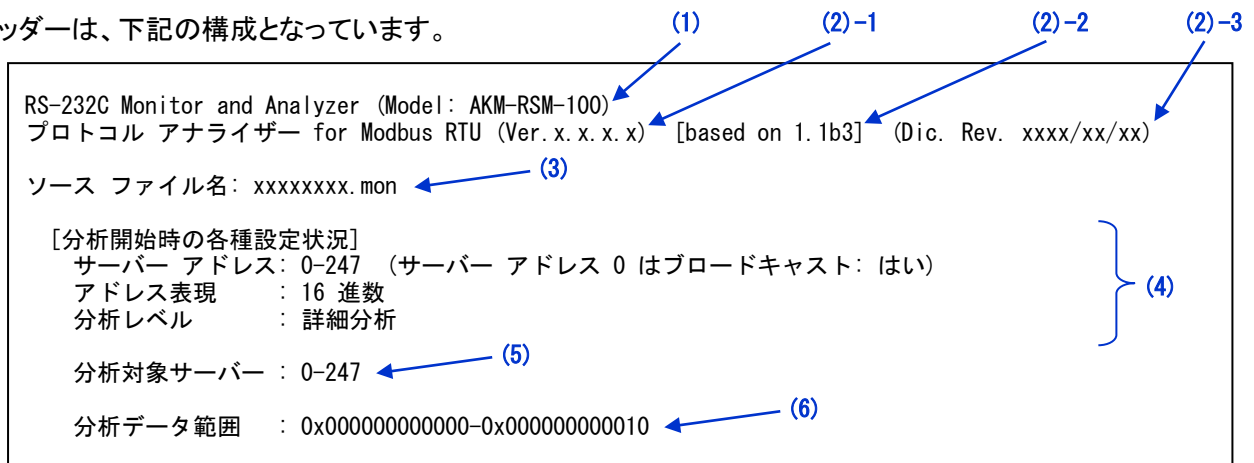 ッダーは、下記の構成となっています。
(1) (2)-1 (2)-2 (2)-3
RS-232C Monitor and Analyzer (Model: AKM-RSM-100)
プロトコル アナライザー for Modbus RTU (Ver.x.x.x.x) [based on 1.1b3] (Dic. Rev. xxxx/xx/xx)
(3)
ソース ファイル名: xxxxxxxx.mon
[分析開始時の各種設定状況]
サーバー アドレス: 0-247 (サーバー アドレス 0 はブロードキャスト: はい)
アドレス表現 : 16 進数
(4)
分析レベル : 詳細分析
(5)
分析対象サーバー : 0-247
(6)
分析データ範囲 : 0x000000000000-0x000000000010